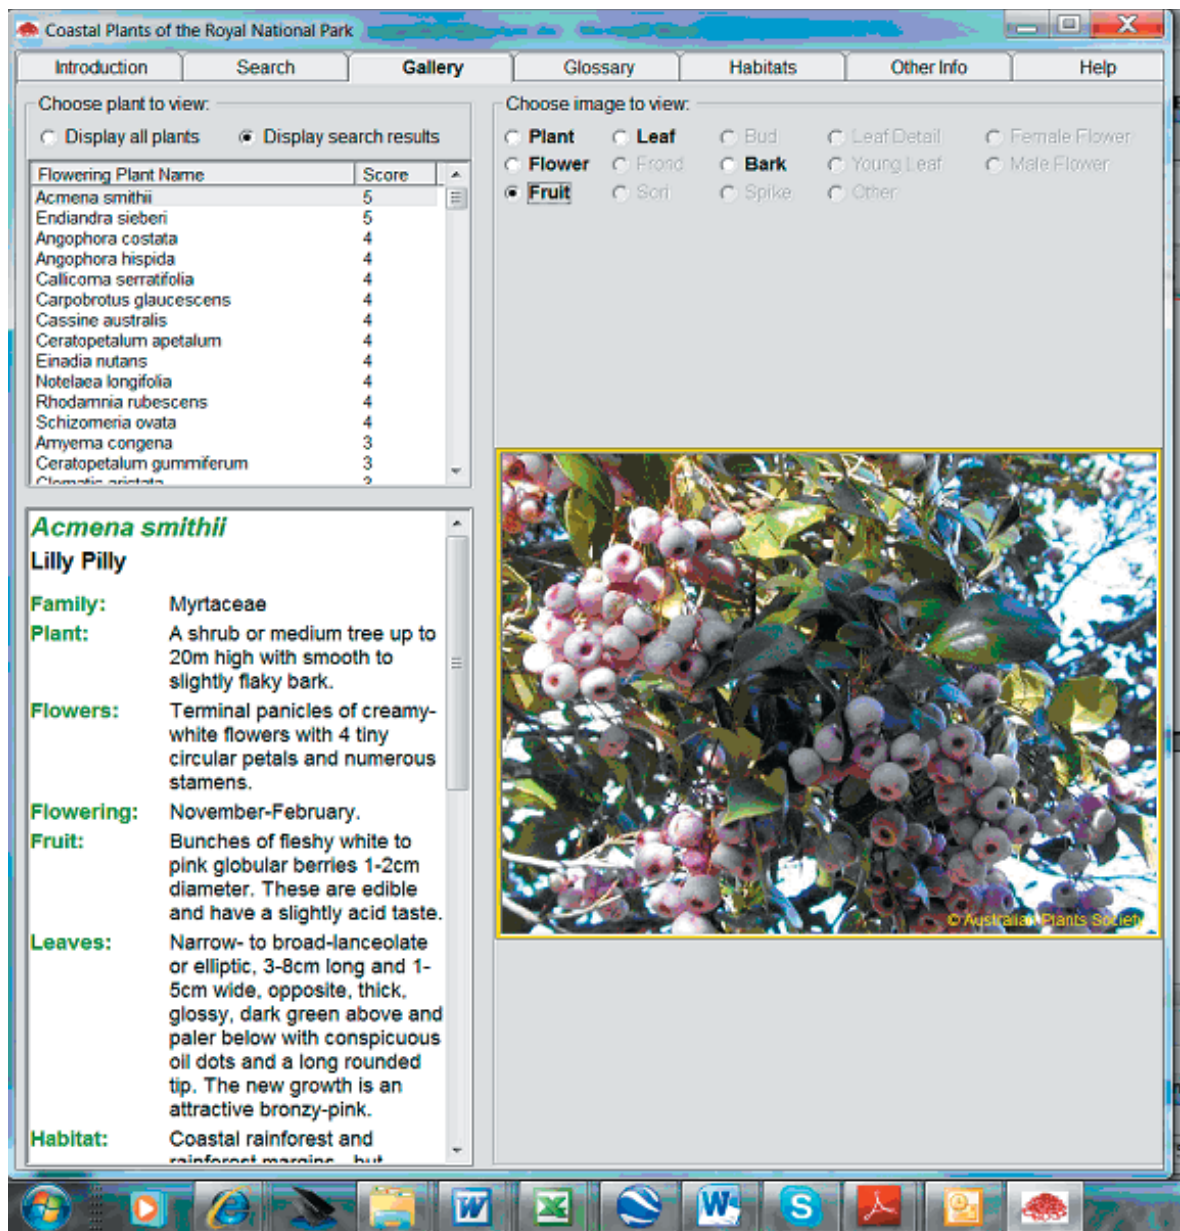 Coastal Plants of the Royal National Park
Introduction Search Gallery Glossary Habitats Other Info Help
Choose plant to view:
Display all plants Display search results
Flowering Plant Name Score
Acmena smithii 5
Endiandra sieberi 5
Angophora costata 4
Angophora hispida 4
Callicoma serratifolia 4
Carpobrotus glaucescens 4
Cassine australis 4
Ceratopetalum apetalum 4
Einadia nutans 4
Notelaea longifolia 4
Rhodamnia rubescens 4
Schizomeria ovata 4
Amyema congena 3
Ceratopetalum gummiferum 3
Clematis aristata 3
Choose image to view:
Plant Leaf Bud Leaf Detail Female Flower
Flower Frond Bark Young Leaf Male Flower
Fruit Sori Spike Other
Acmena smithii
Lilly Pilly
Family: Myrtaceae
Plant: A shrub or medium tree up to
20m high with smooth to
slightly flaky bark.
Flowers: Terminal panicles of creamy-
white flowers with 4 tiny
circular petals and numerous
stamens.
Flowering: November-February.
Fruit: Bunches of fleshy white to
pink globular berries 1-2cm
diameter. These are edible
and have a slightly acid taste.
Leaves: Narrow- to broad-lanceolate
or elliptic, 3-8cm long and 1-
5cm wide, opposite, thick,
glossy, dark green above and
paler below with conspicuous
oil dots and a long rounded
tip. The new growth is an
attractive bronzy-pink.
Habitat: Coastal rainforest and
rainforest margins but
© Australian Plants Society